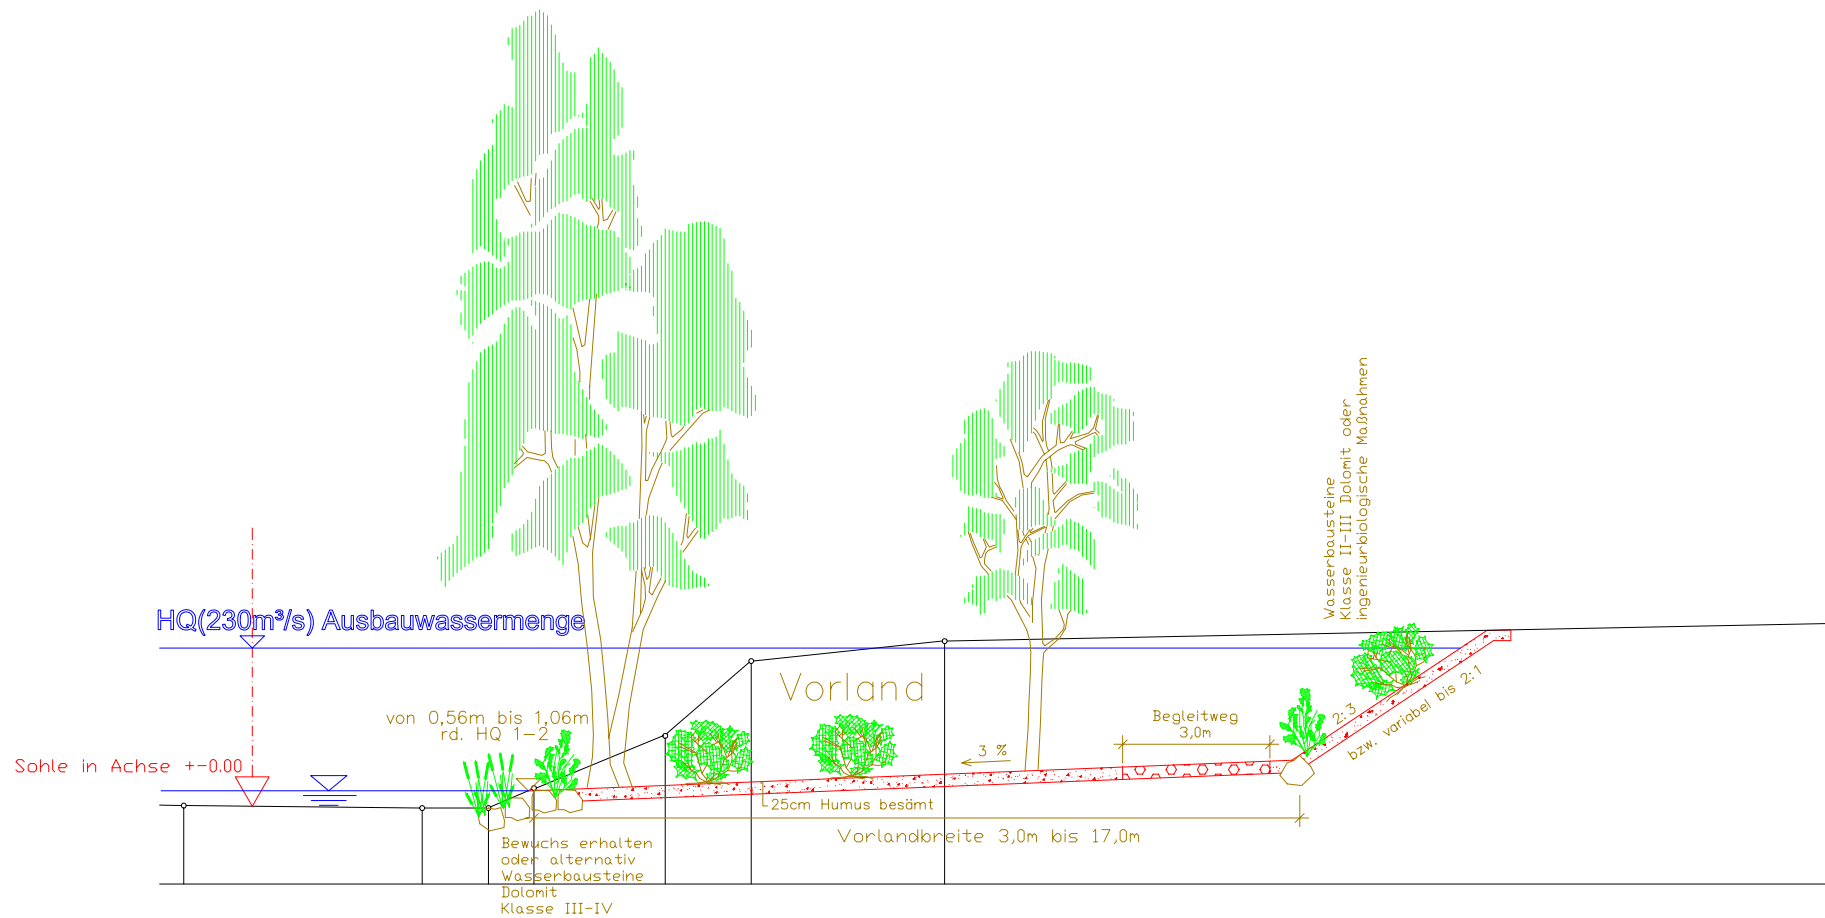 Wasserbausteine
Klasse II-III Dolomit oder
ingenieurbiologische Maßnahmen
HQ(230m³/s) Ausbauwassermenge
Vorland
von 0,56m bis 1,06m
rd. HQ 1-2
Begleitweg
3,0m
2:3
bzw. variabel bis 2:1
3 %
Sohle in Achse +-0.00
25cm Humus besämt
Vorlandbreite 3,0m bis 17,0m
Bewuchs erhalten
oder alternativ
Wasserbausteine
Dolomit
Klasse III-IV